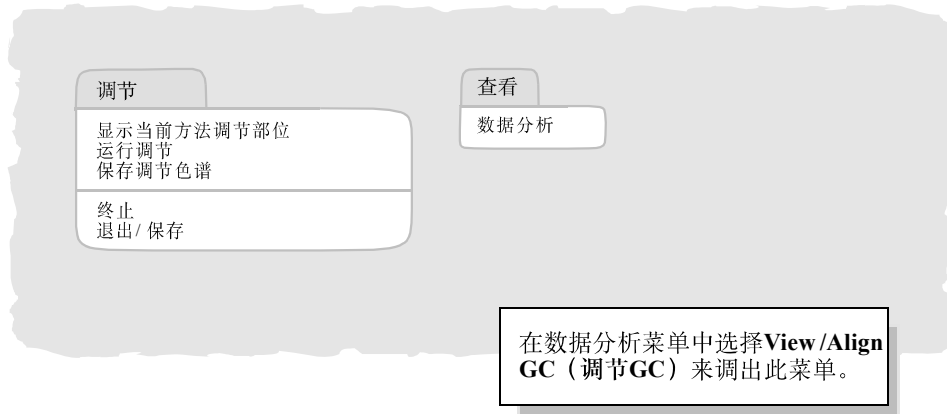 调节
显示当前方法调节部位
运行调节
保存调节色谱
终止
退出/ 保存
查看
数据分析
在数据分析菜单中选择View /Align
GC（调节GC）来调出此菜单。